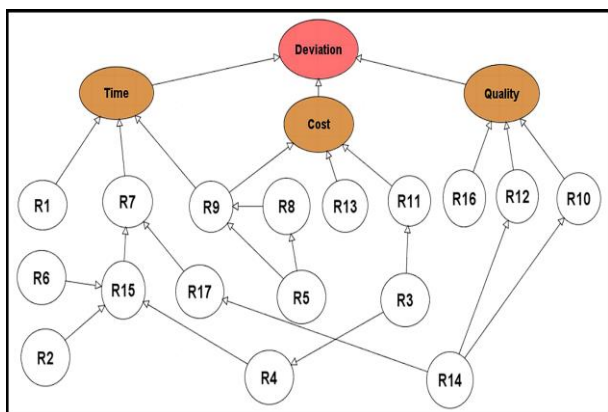 Deviation
Time
Quality
Cost
R1
R7
R9
R8
R13
R11
R16
R12
R10
R6
R15
R17
R5
R3
R2
R4
R14